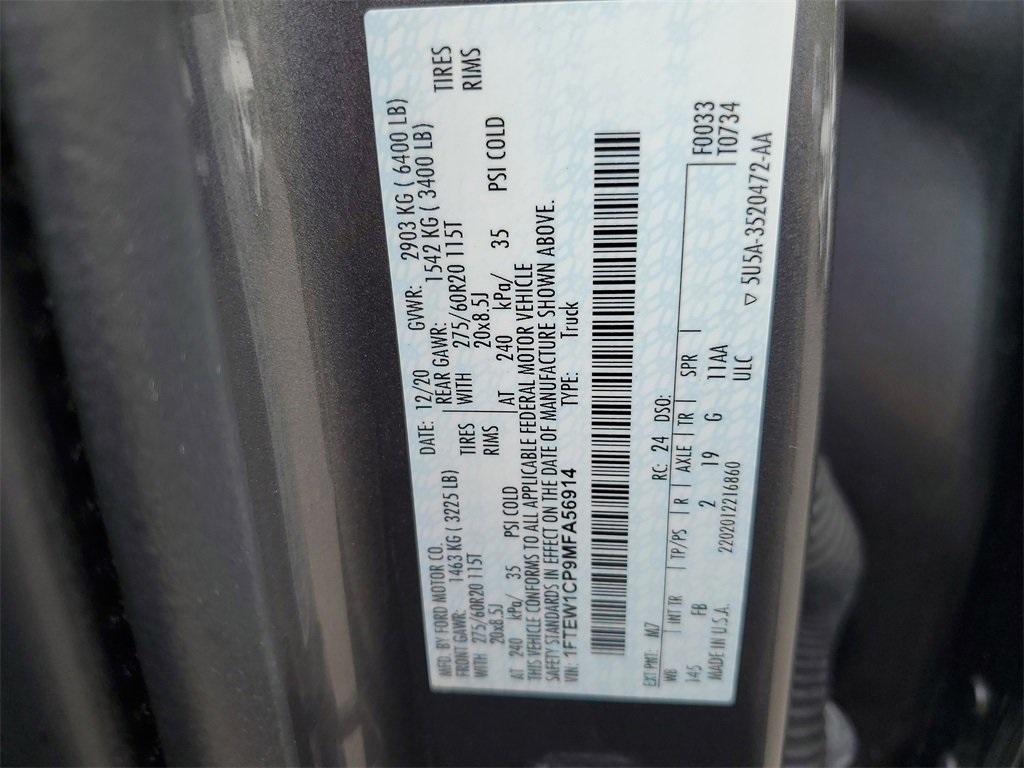 MFD. BY FORD MOTOR CO.
DATE: 12/20 GVWR: 2903 KG ( 6400 LB)
FRONT GAWR: 1463 KG ( 3225 LB)
REAR GAWR: 1542 KG ( 3400 LB)
WITH 275/60R20 115T TIRES
WITH 275/60R20 115T TIRES
20x8.5J RIMS
20x8.5J RIMS
AT 240 kPa/ 35 PSI COLD
AT 240 kPa/ 35 PSI COLD
THIS VEHICLE CONFORMS TO ALL APPLICABLE FEDERAL MOTOR VEHICLE
SAFETY STANDARDS IN EFFECT ON THE DATE OF MANUFACTURE SHOWN ABOVE.
VIN: 1FTEW1CP9MFA56914 TYPE: Truck
EXT PNT: M7 RC: 24 DSO: F0033
WB INT TR TP/PS R AXLE TR SPR T0734
145 FB 2 19 G 11AA
ULC
MADE IN U.S.A. 2202012216860 ▽ 5U5A-3520472-AA